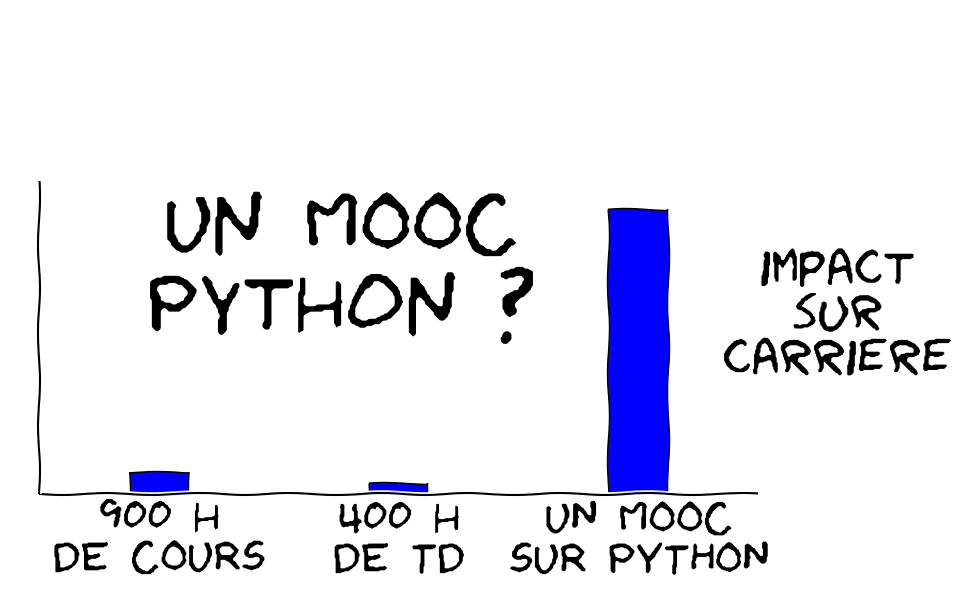 UN MOOC
PYTHON ?
IMPACT
SUR
CARRIERE
900 H
DE COURS
400 H
DE TD
UN MOOC
SUR PYTHON